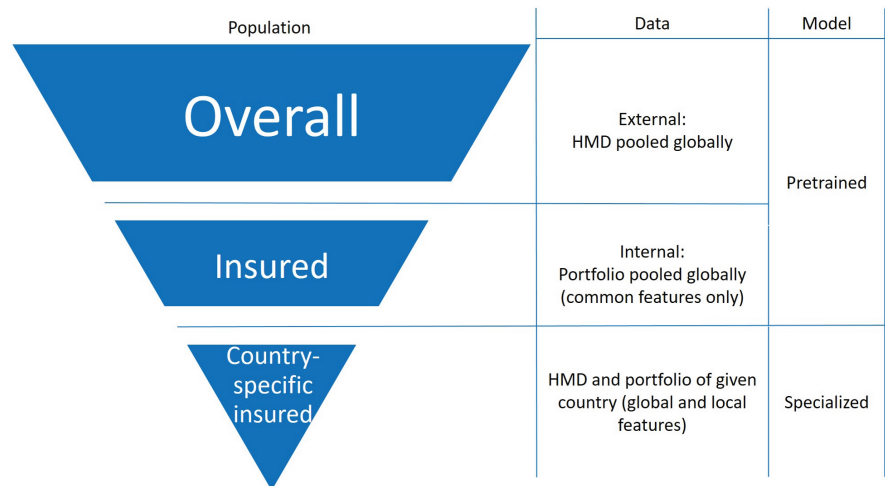 Population
Data
Model
Overall
External:
HMD pooled globally
Pretrained
Insured
Internal:
Portfolio pooled globally
(common features only)
Country-
specific
insured
HMD and portfolio of given
country (global and local
features)
Specialized